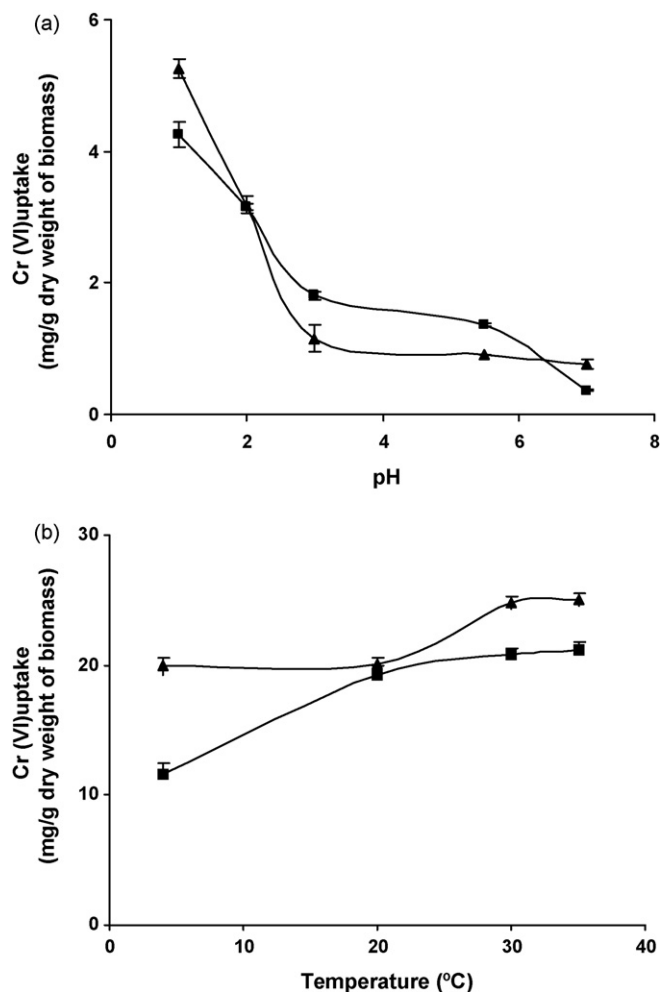 (a)
6
4
2
0
Cr (VI)uptake
(mg/g dry weight of biomass)
0 2 4 6 8
pH
(b)
30
20
10
0
Cr (VI)uptake
(mg/g dry weight of biomass)
0 10 20 30 40
Temperature (ºC)